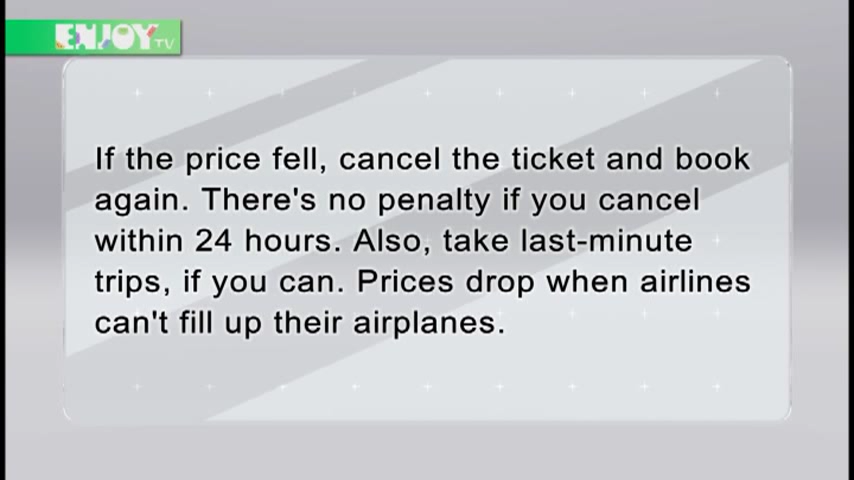 ENJOY TV
If the price fell, cancel the ticket and book
again. There's no penalty if you cancel
within 24 hours. Also, take last-minute
trips, if you can. Prices drop when airlines
can't fill up their airplanes.